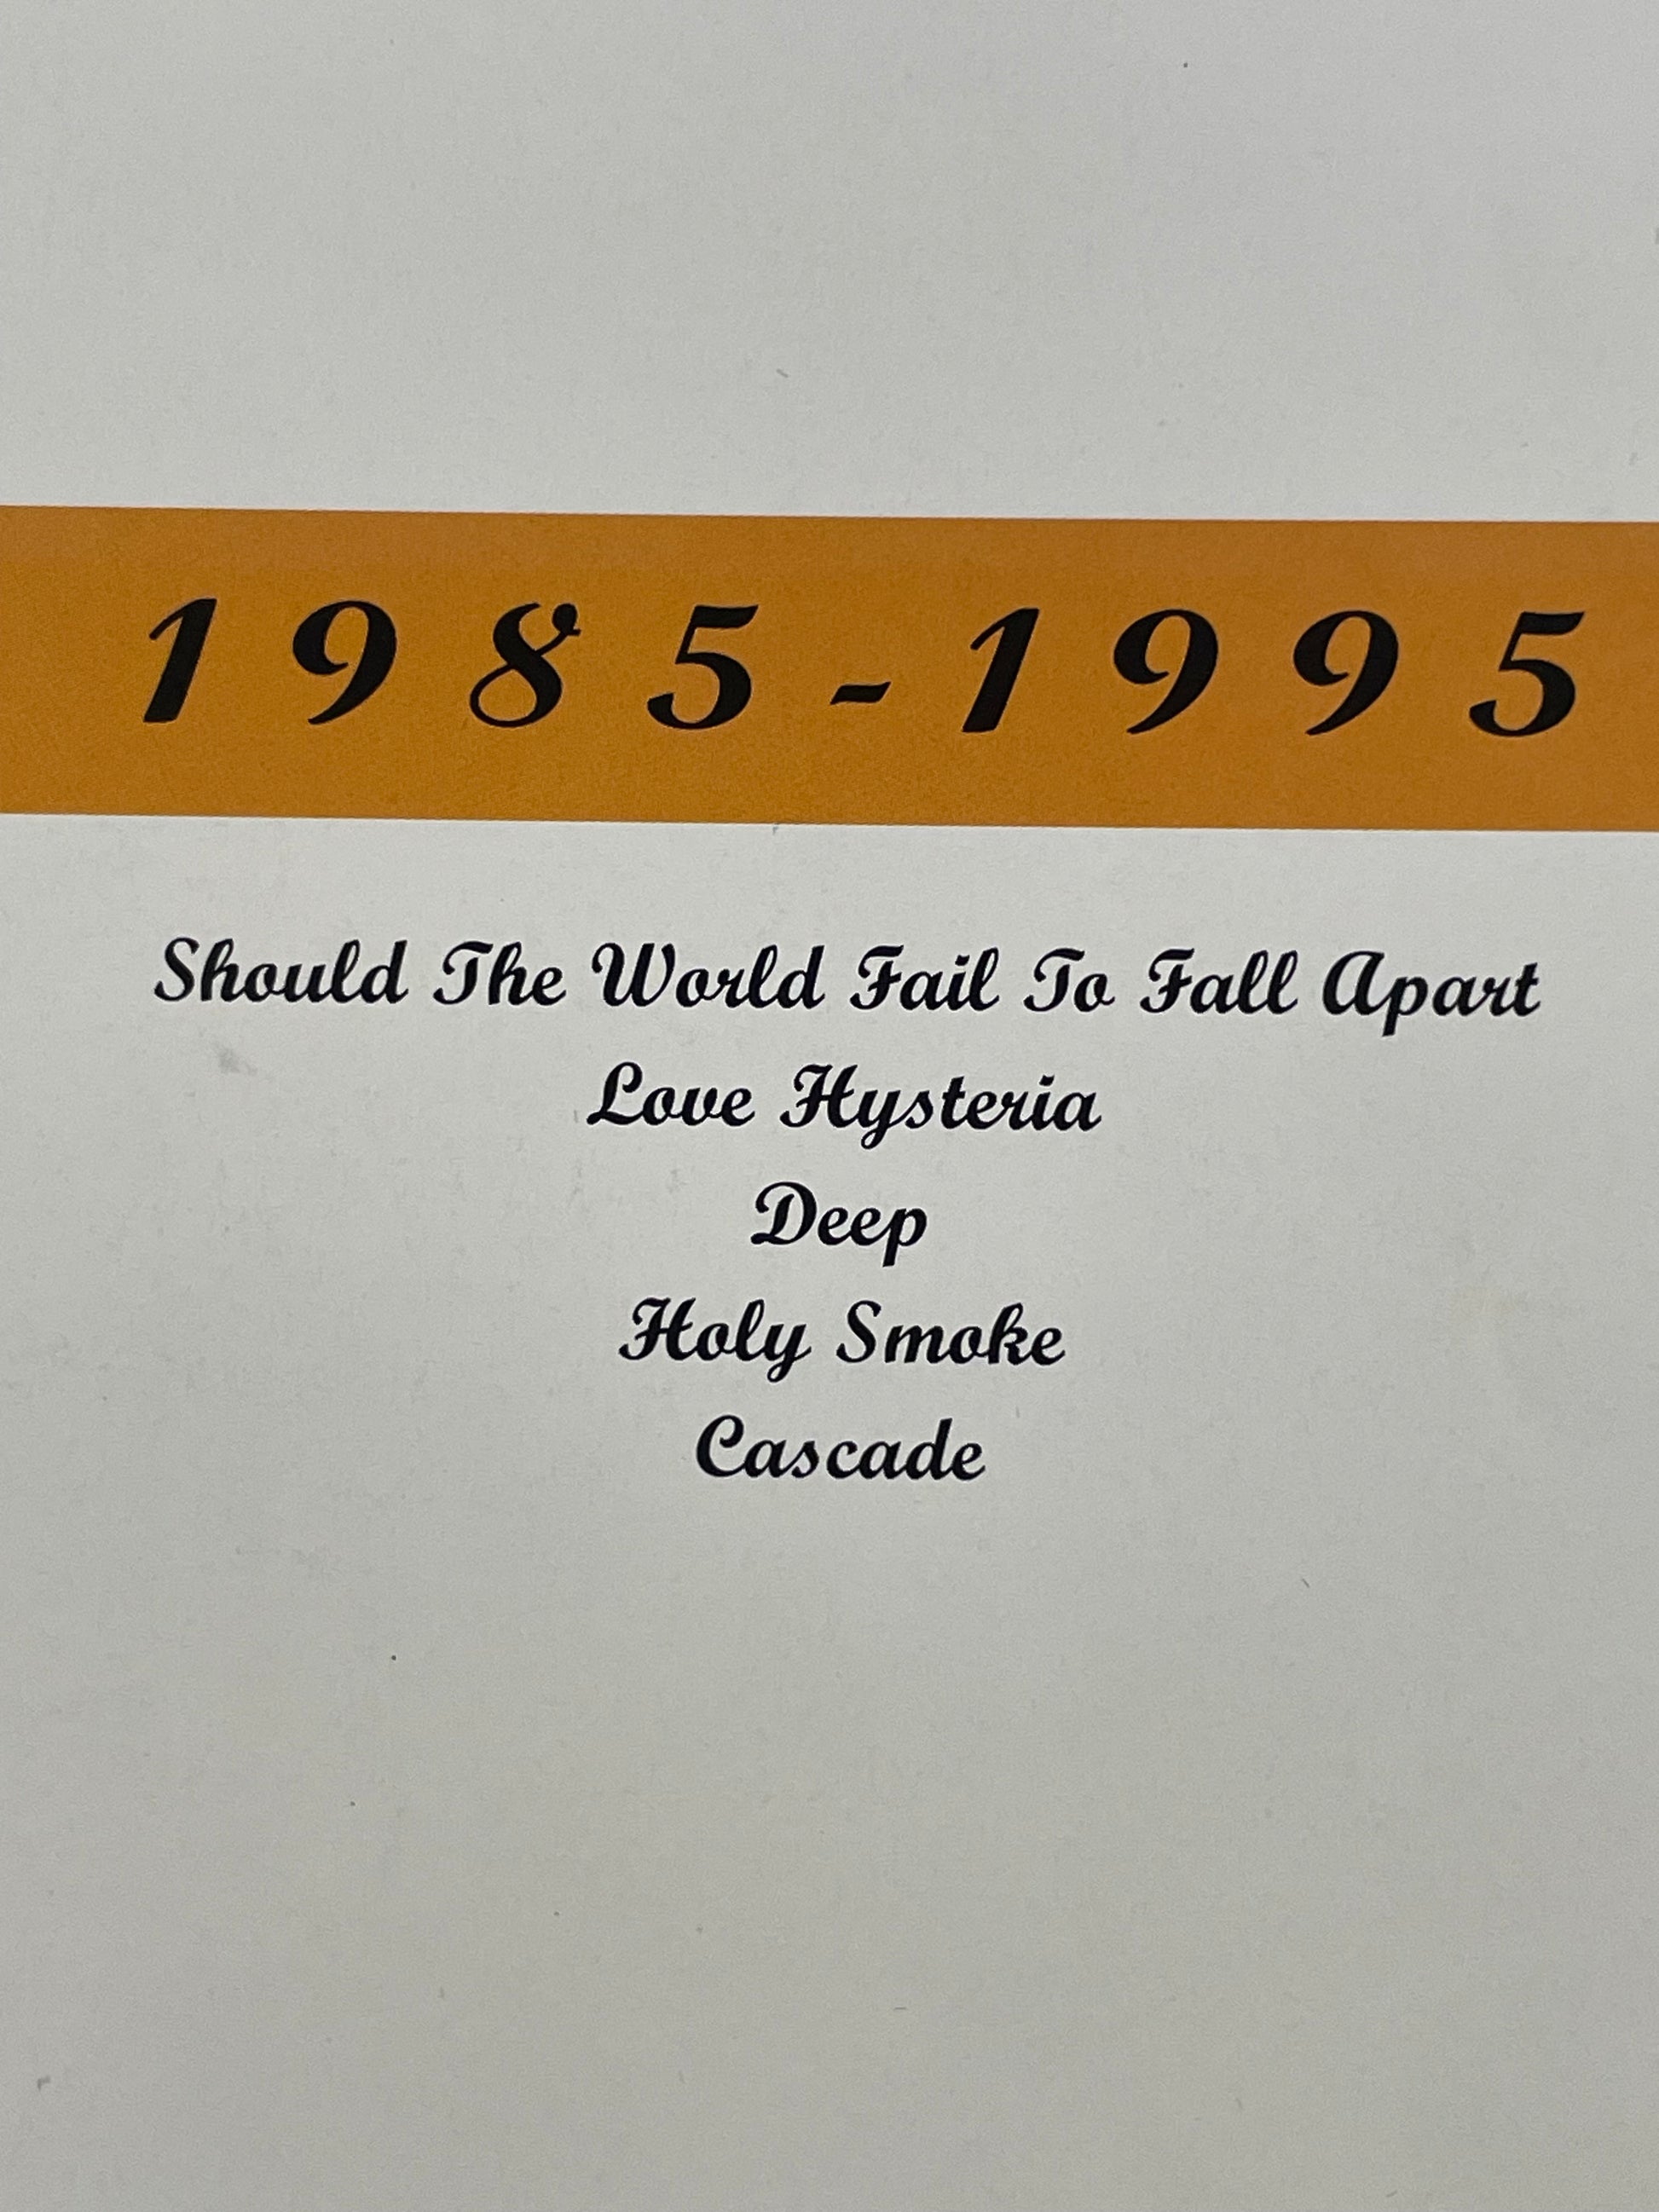 1985-1995
Should The World Fail To Fall Apart
Love Hysteria
Deep
Holy Smoke
Cascade